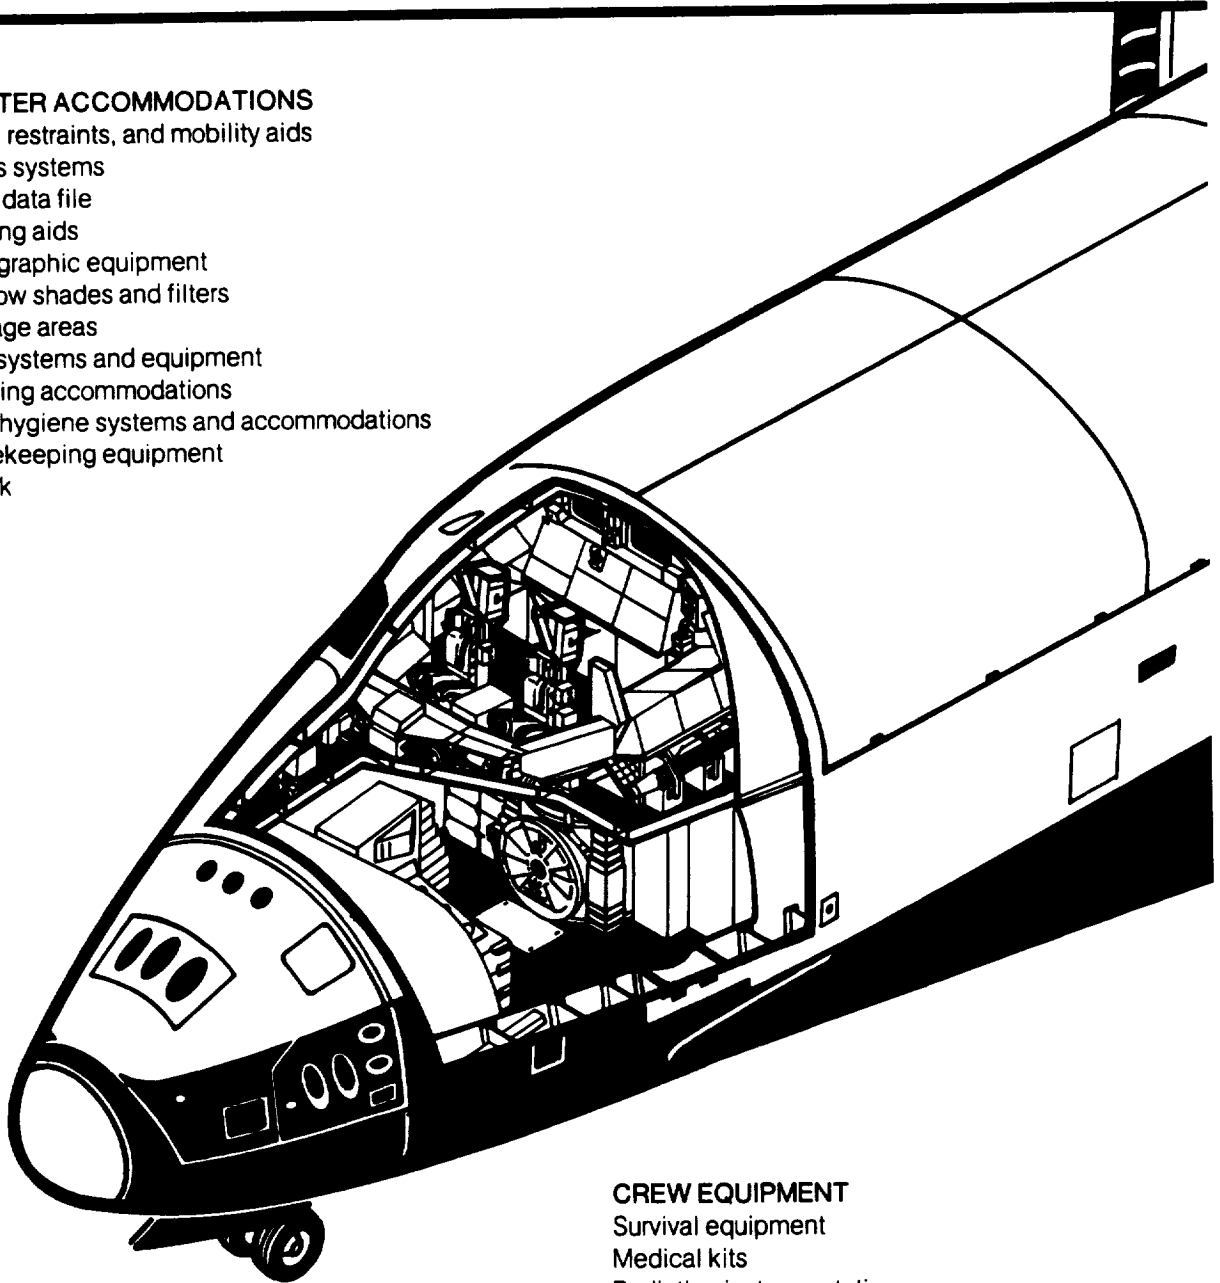 TER ACCOMMODATIONS
restraints, and mobility aids
s systems
data file
ng aids
graphic equipment
ow shades and filters
age areas
systems and equipment
ing accommodations
hygiene systems and accommodations
ekeeping equipment
k
CREW EQUIPMENT
Survival equipment
Medical kits